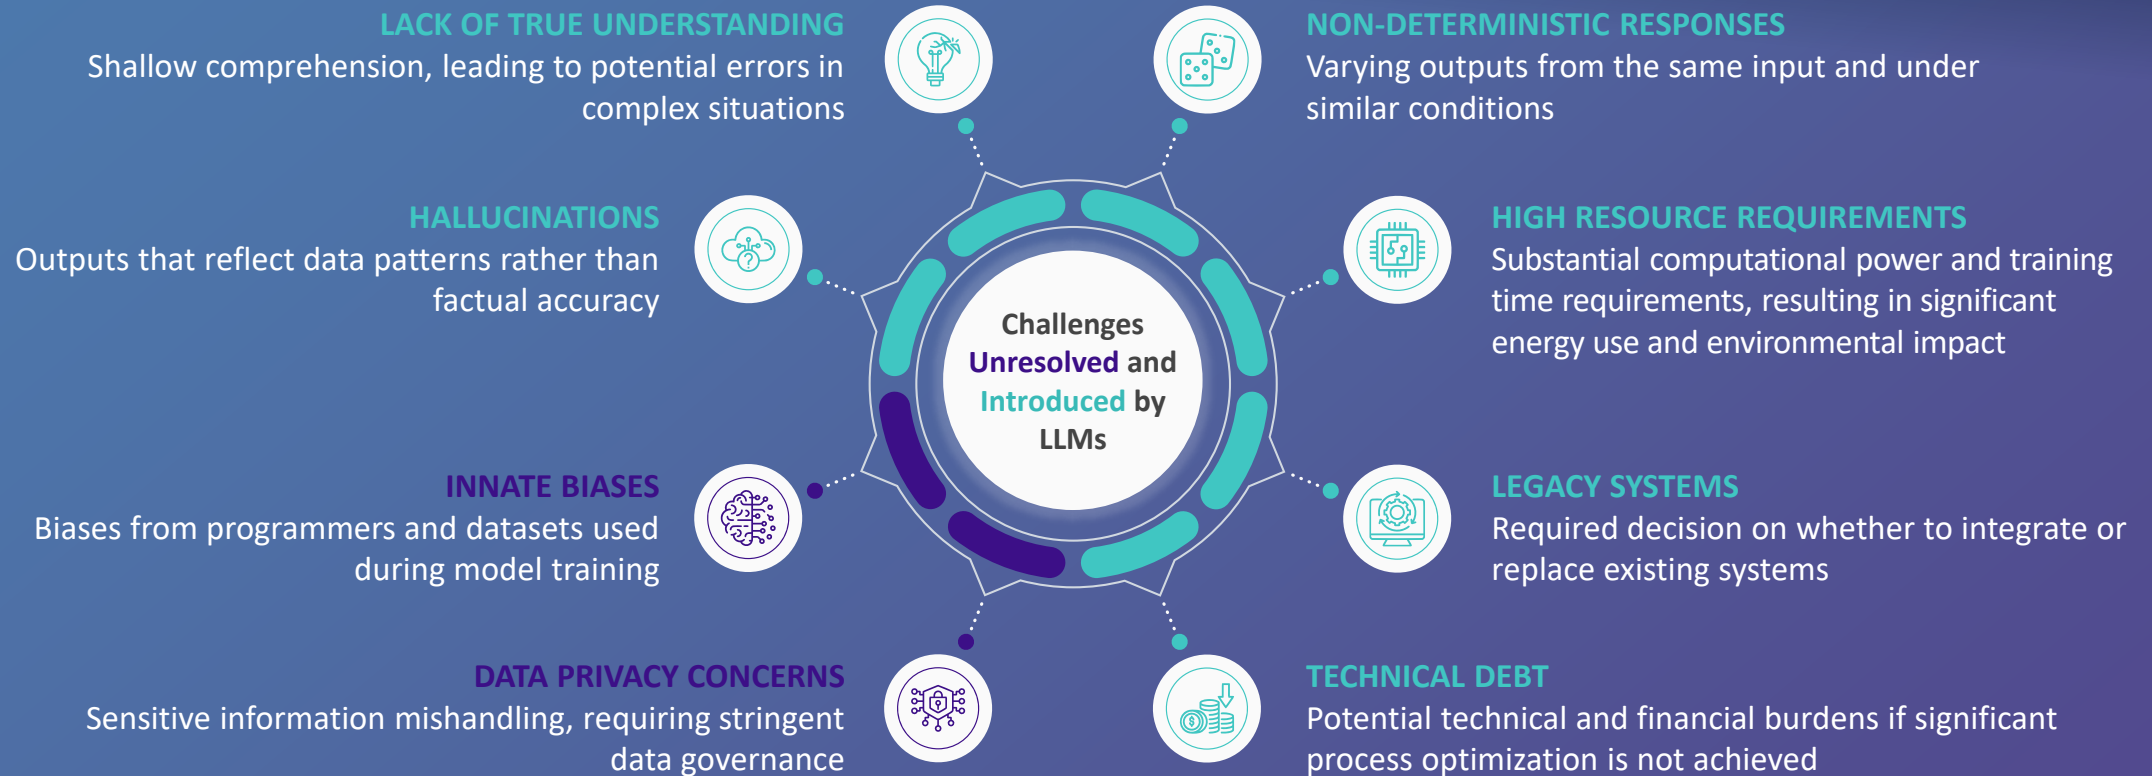 LACK OF TRUE UNDERSTANDING
Shallow comprehension, leading to potential errors in
complex situations
NON-DETERMINISTIC RESPONSES
Varying outputs from the same input and under
similar conditions
HALLUCINATIONS
Outputs that reflect data patterns rather than
factual accuracy
HIGH RESOURCE REQUIREMENTS
Substantial computational power and training
time requirements, resulting in significant
energy use and environmental impact
Challenges
Unresolved and
Introduced by
LLMs
INNATE BIASES
Biases from programmers and datasets used
during model training
LEGACY SYSTEMS
Required decision on whether to integrate or
replace existing systems
DATA PRIVACY CONCERNS
Sensitive information mishandling, requiring stringent
data governance
TECHNICAL DEBT
Potential technical and financial burdens if significant
process optimization is not achieved